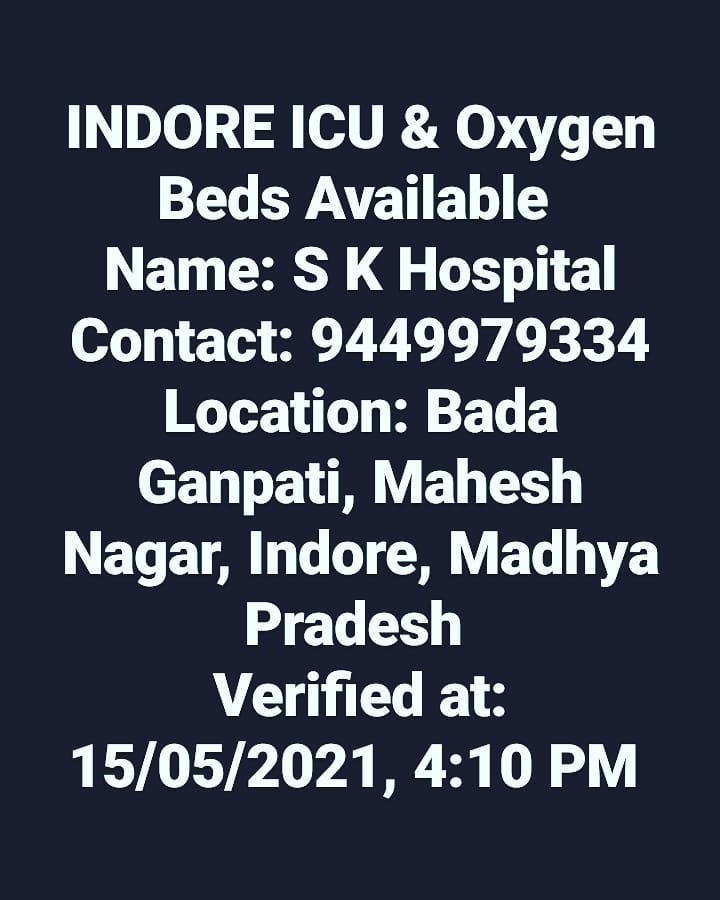 INDORE ICU & Oxygen
Beds Available
Name: S K Hospital
Contact: 9449979334
Location: Bada
Ganpati, Mahesh
Nagar, Indore, Madhya
Pradesh
Verified at:
15/05/2021, 4:10 PM